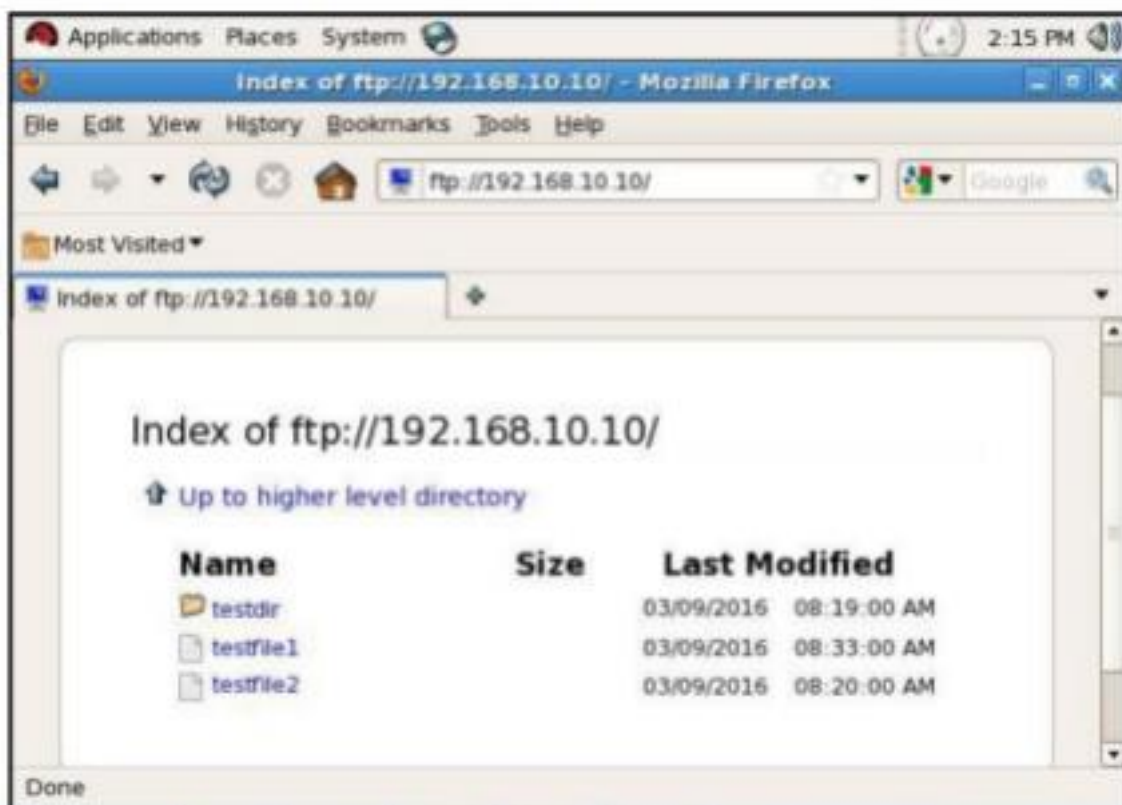 Applications Places System 2:15 PM
Index of ftp://192.168.10.10/ - Mozilla Firefox
File Edit View History Bookmarks Tools Help
ftp://192.168.10.10/ Google
Most Visited
Index of ftp://192.168.10.10/
Index of ftp://192.168.10.10/
Up to higher level directory
Name Size Last Modified
testdir 03/09/2016 08:19:00 AM
testfile1 03/09/2016 08:33:00 AM
testfile2 03/09/2016 08:20:00 AM
Done